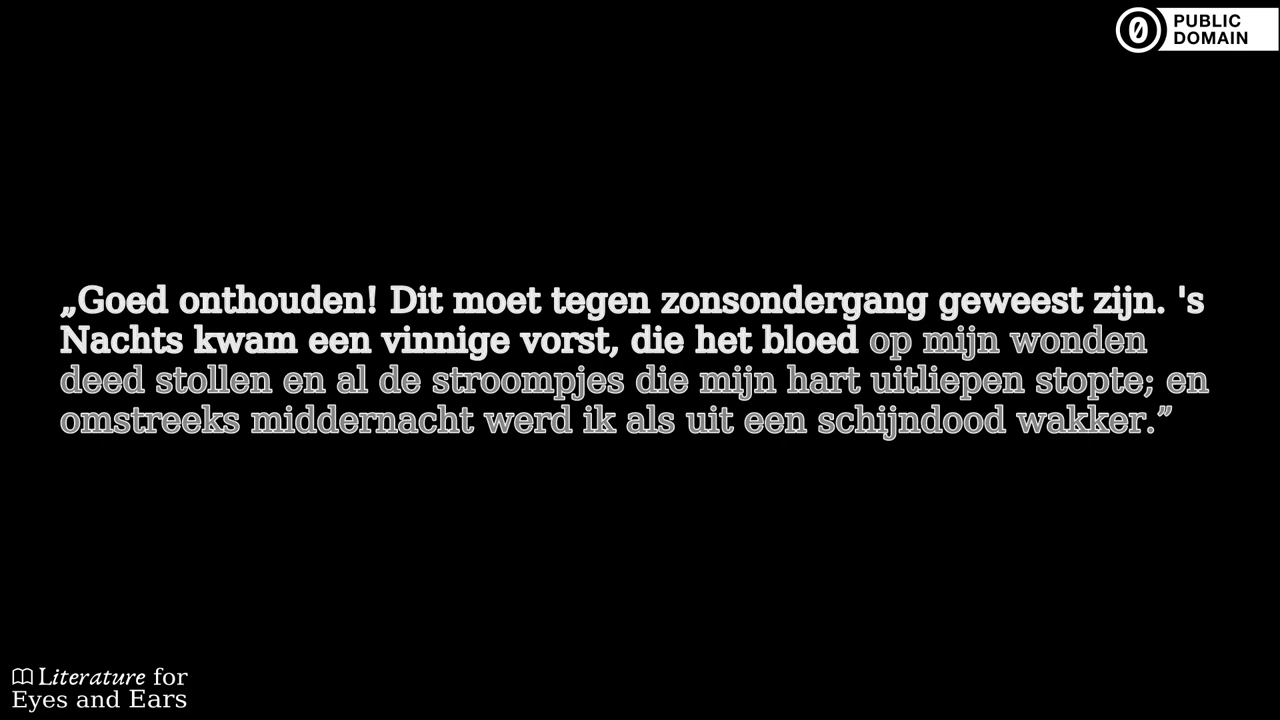 PUBLIC
DOMAIN
„Goed onthouden! Dit moet tegen zonsondergang geweest zijn. 's
Nachts kwam een vinnige vorst, die het bloed op mijn wonden
deed stollen en al de stroompjes die mijn hart uitliepen stopte; en
omstreeks middernacht werd ik als uit een schijndood wakker.”
Literature for
Eyes and Ears